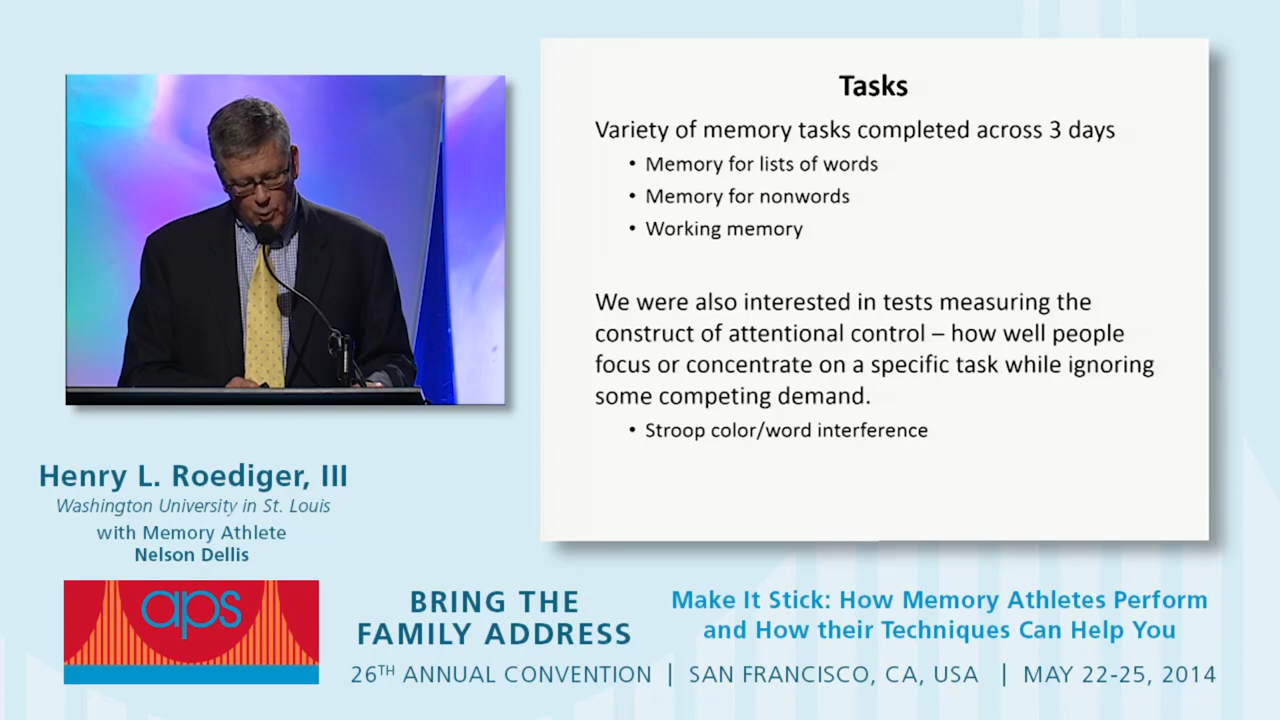 Tasks
Variety of memory tasks completed across 3 days
• Memory for lists of words
• Memory for nonwords
• Working memory
We were also interested in tests measuring the
construct of attentional control – how well people
focus or concentrate on a specific task while ignoring
some competing demand.
• Stroop color/word interference
Henry L. Roediger, III
Washington University in St. Louis
with Memory Athlete
Nelson Dellis
aps
BRING THE
FAMILY ADDRESS
Make It Stick: How Memory Athletes Perform
and How their Techniques Can Help You
26TH ANNUAL CONVENTION | SAN FRANCISCO, CA, USA | MAY 22-25, 2014